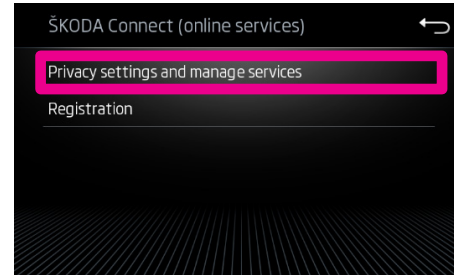 ŠKODA Connect (online services)
Privacy settings and manage services
Registration